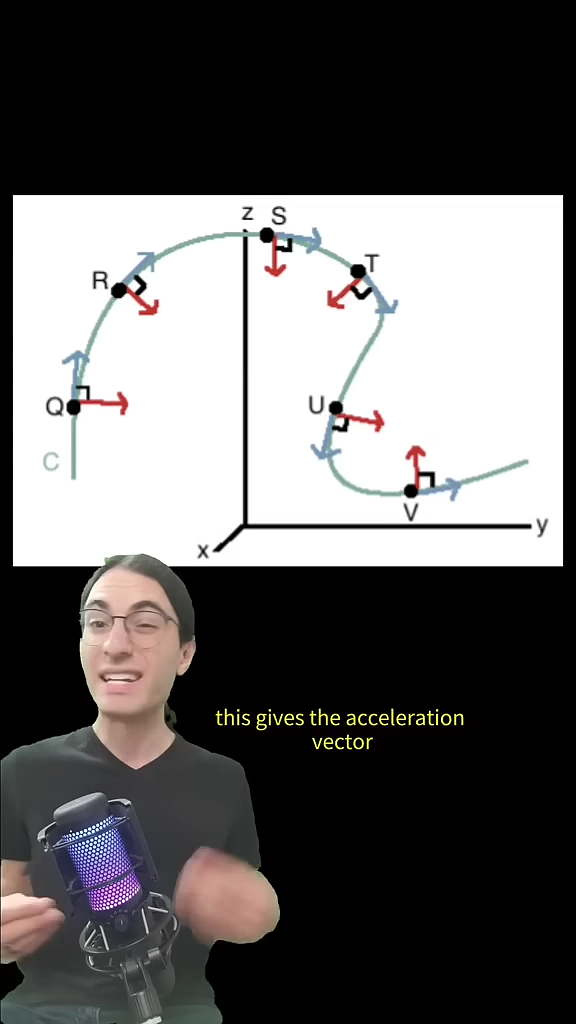 z S
R T
Q U
C
V
x y
this gives the acceleration
vector